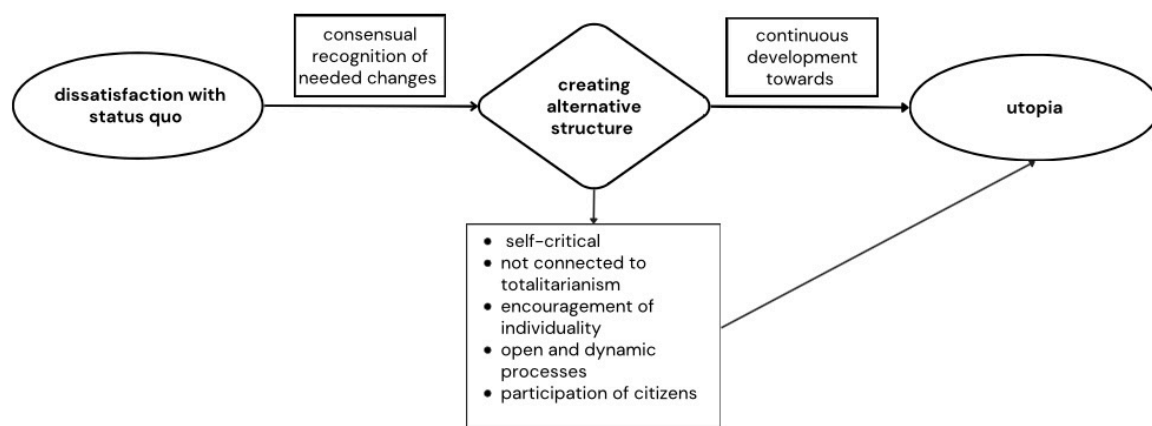 consensual
recognition of
needed changes
continuous
development
towards
dissatisfaction with
status quo
creating
alternative
structure
utopia
• self-critical
• not connected to
totalitarianism
• encouragement of
individuality
• open and dynamic
processes
• participation of citizens